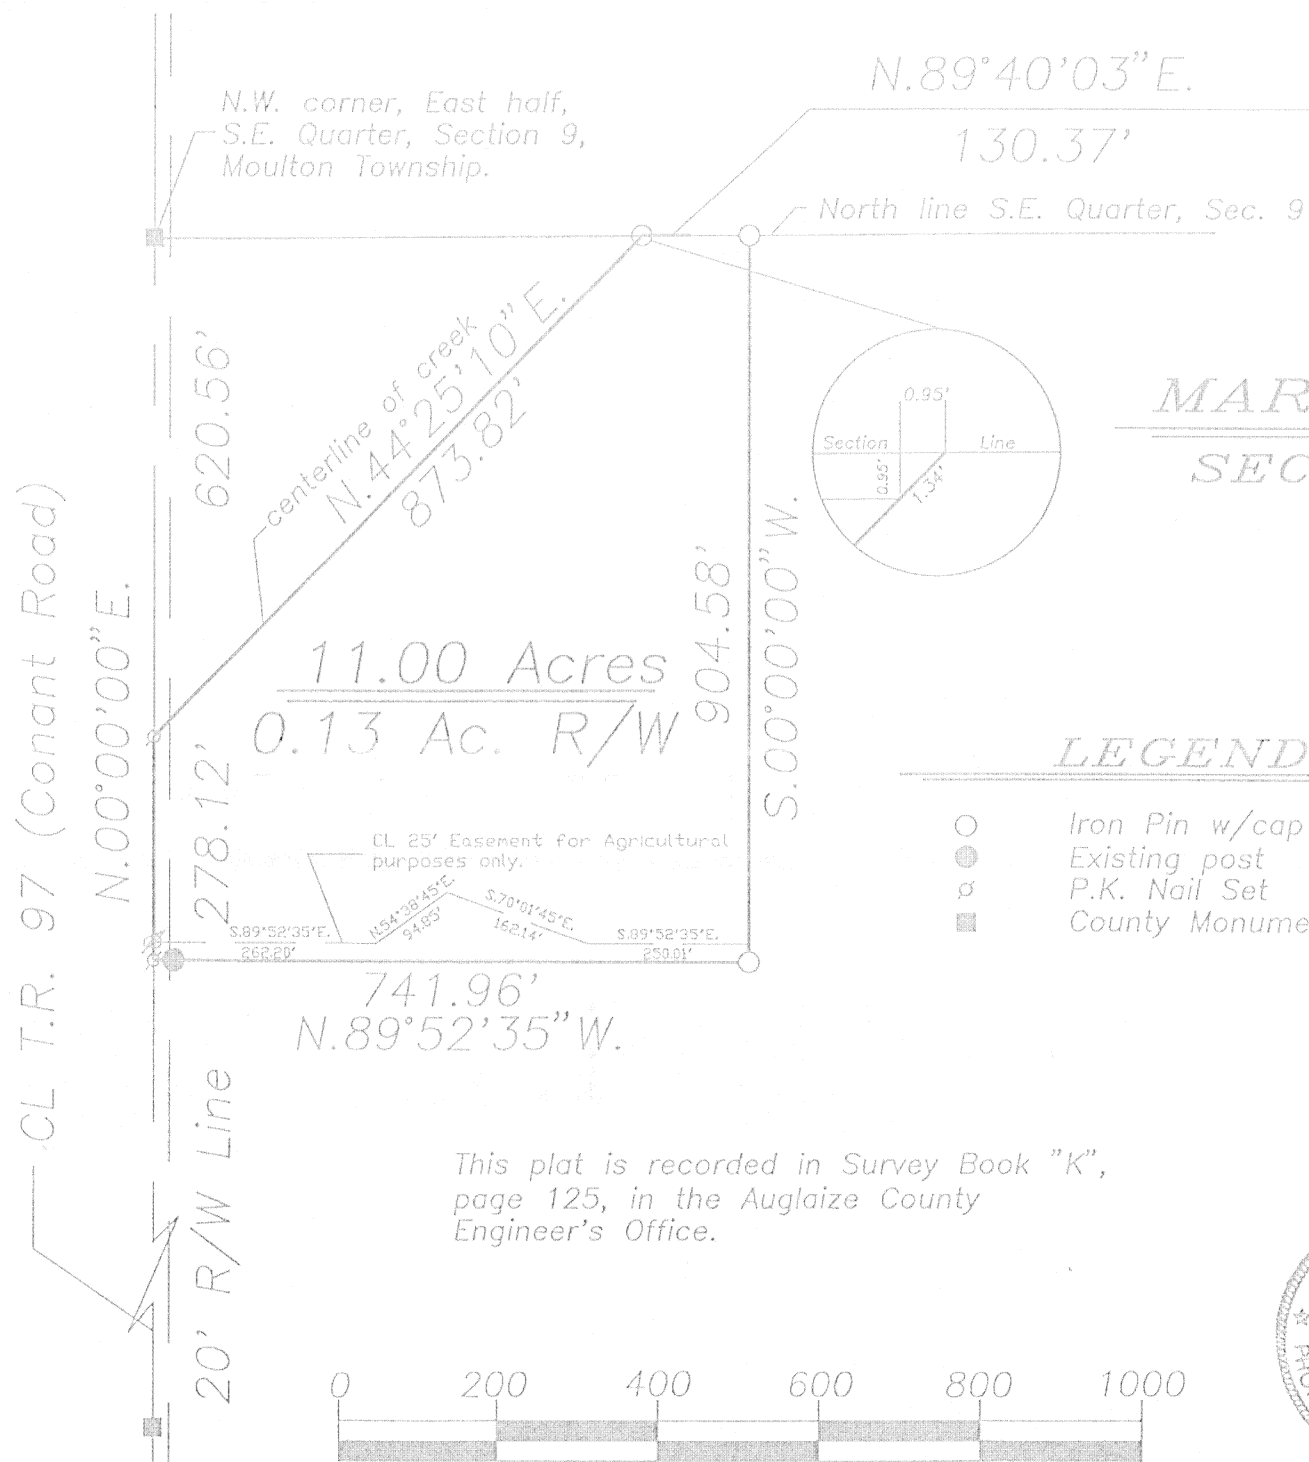 N.89°40'03"E.
130.37'
N.W. corner, East half,
S.E. Quarter, Section 9,
Moulton Township.
North line S.E. Quarter, Sec. 9
620.56'
centerline of creek
N.44°25'10"E.
873.82'
0.95'
Section Line
0.95'
1.34'
MAR
SEC
CL T.R. 97 (Conant Road)
N.00°00'00"E.
278.12'
11.00 Acres
0.13 Ac. R/W
904.58'
S.00°00'00"W.
LEGEND
Iron Pin w/cap
Existing post
P.K. Nail Set
County Monume
CL 25' Easement for Agricultural
purposes only.
S.89°52'35"E.
262.20'
N.54°38'45"E.
94.85'
S.70°01'45"E.
162.14'
S.89°52'35"E.
250.01'
741.96'
N.89°52'35"W.
20' R/W Line
This plat is recorded in Survey Book "K",
page 125, in the Auglaize County
Engineer's Office.
0 200 400 600 800 1000